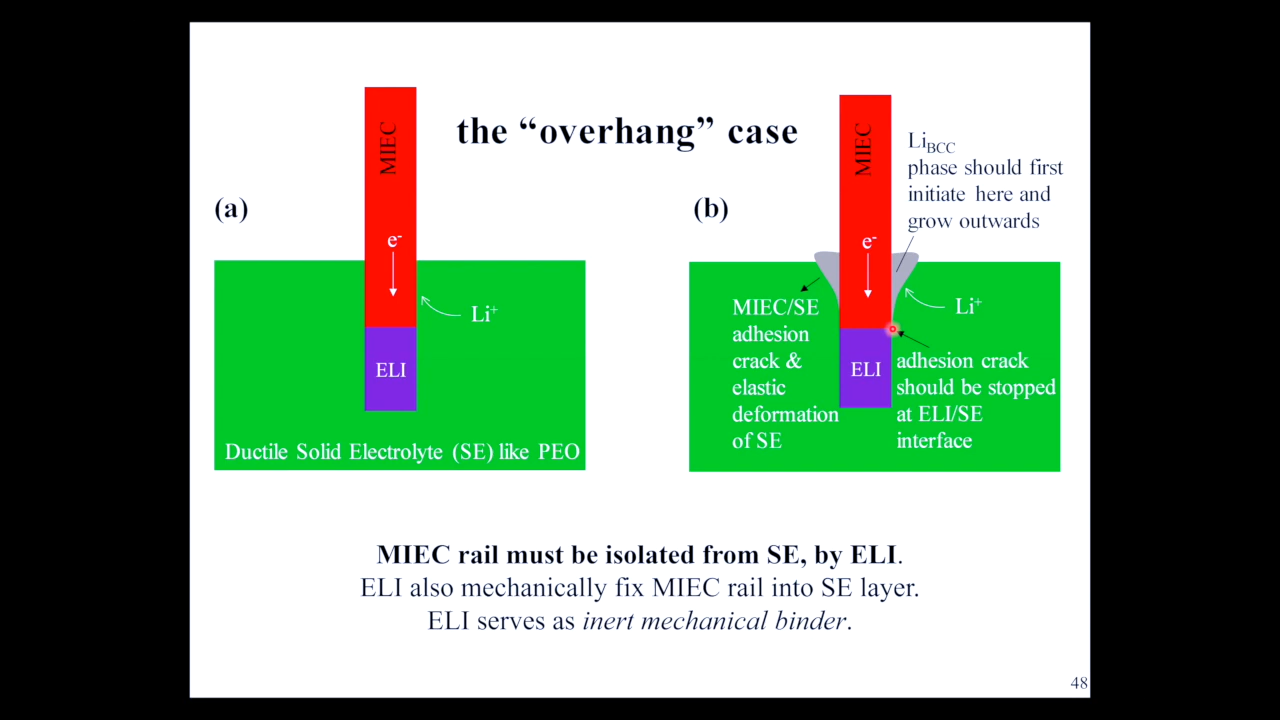 the “overhang” case
(a)
MIEC
e-
Li+
ELI
Ductile Solid Electrolyte (SE) like PEO
(b)
MIEC
e-
LiBCC
phase should first
initiate here and
grow outwards
Li+
MIEC/SE
adhesion
crack &
elastic
deformation
of SE
ELI
adhesion crack
should be stopped
at ELI/SE
interface
MIEC rail must be isolated from SE, by ELI.
ELI also mechanically fix MIEC rail into SE layer.
ELI serves as inert mechanical binder.
48